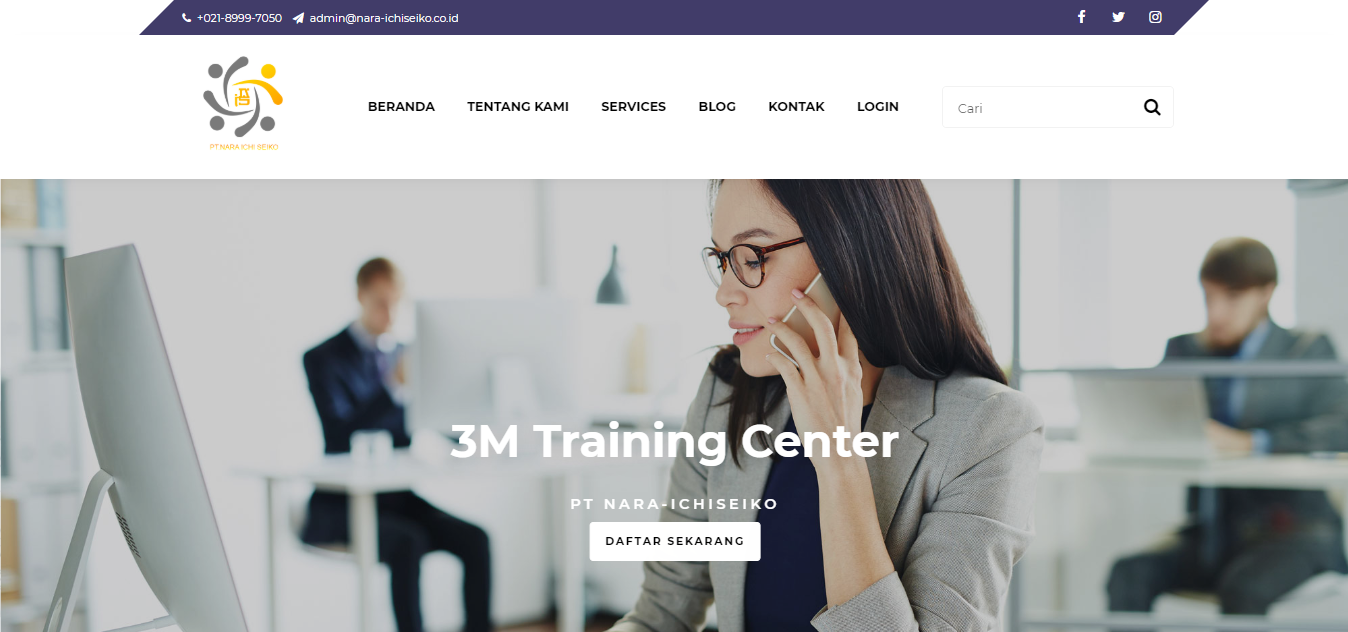 +021-8999-7050 admin@nara-ichiseiko.co.id
PT NARA ICHI SEIKO
BERANDA TENTANG KAMI SERVICES BLOG KONTAK LOGIN Cari
3M Training Center
PT NARA-ICHISEIKO
DAFTAR SEKARANG